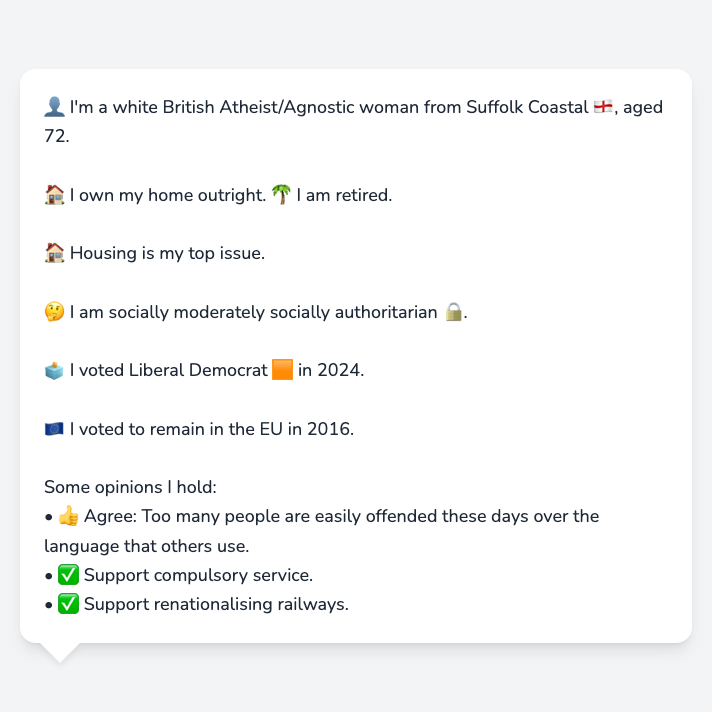 👤 I'm a white British Atheist/Agnostic woman from Suffolk Coastal 🏴󠁧󠁢󠁥󠁮󠁧󠁿, aged
72.
🏠 I own my home outright. 🌴 I am retired.
🏠 Housing is my top issue.
🤔 I am socially moderately socially authoritarian 🔒.
🗳️ I voted Liberal Democrat 🟧 in 2024.
🇪🇺 I voted to remain in the EU in 2016.
Some opinions I hold:
• 👍 Agree: Too many people are easily offended these days over the
language that others use.
• ✅ Support compulsory service.
• ✅ Support renationalising railways.